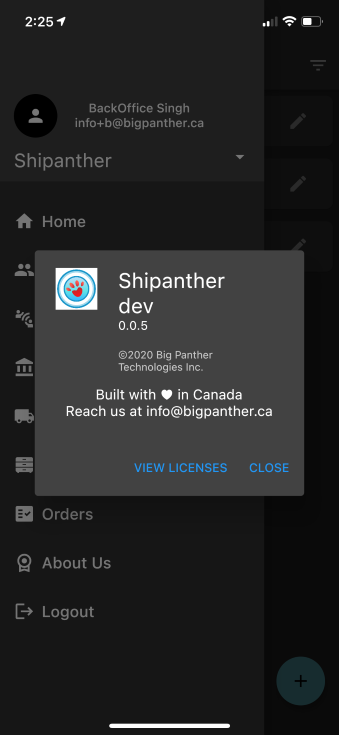 2:25
BackOffice Singh
info+b@bigpanther.ca
Shipanther
Home
Shipanther
dev
0.0.5
©2020 Big Panther
Technologies Inc.
Built with ♥ in Canada
Reach us at info@bigpanther.ca
VIEW LICENSES CLOSE
Orders
About Us
Logout